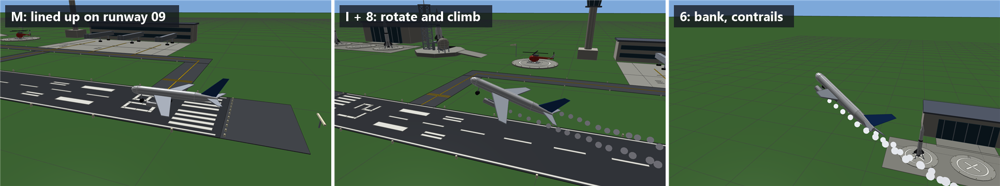 M: lined up on runway 09
I + 8: rotate and climb
6: bank, contrails